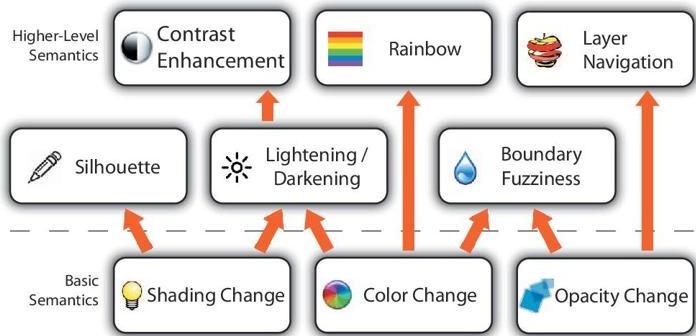 Higher-Level
Semantics
Contrast
Enhancement
Rainbow
Layer
Navigation
Silhouette
Lightening /
Darkening
Boundary
Fuzziness
Basic
Semantics
Shading Change
Color Change
Opacity Change